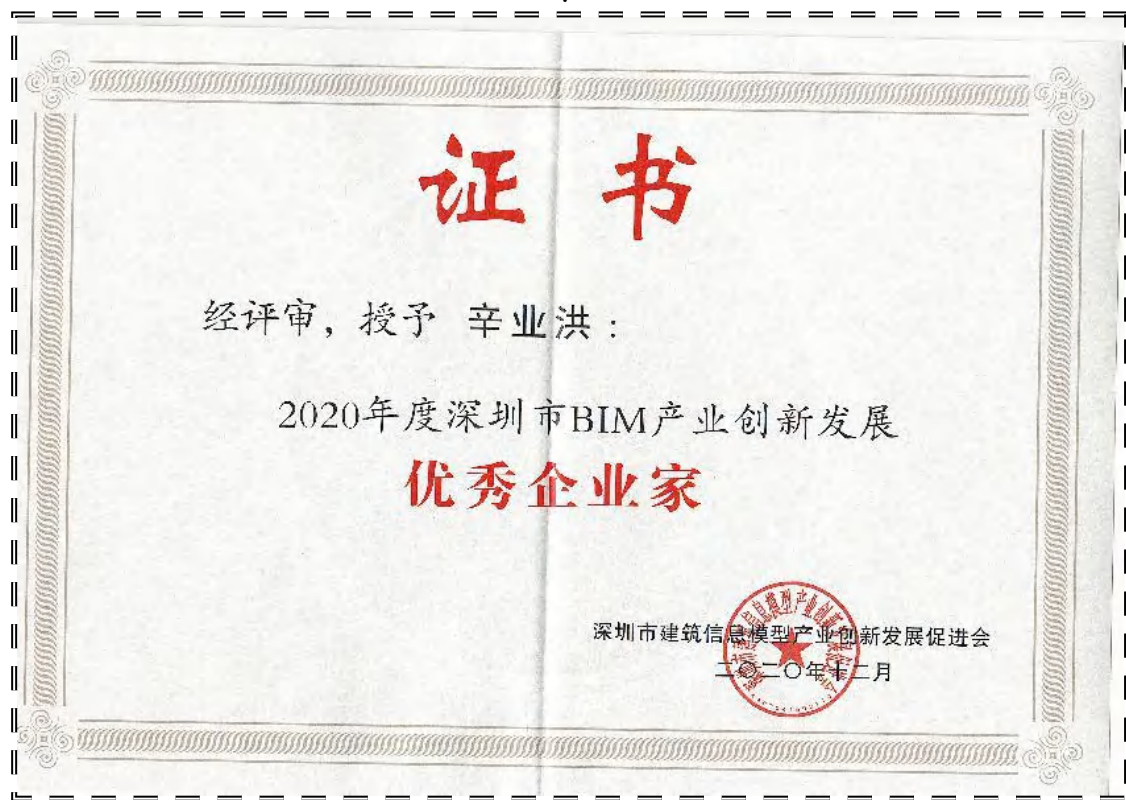 证书
经评审，授予 辛业洪：
2020年度深圳市BIM产业创新发展
优秀企业家
深圳市建筑信息模型产业创新发展促进会
二〇二〇年十二月